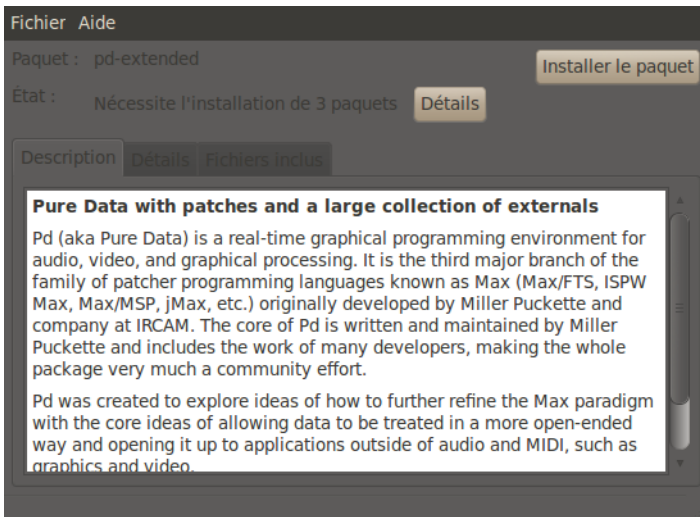 Fichier Aide
Paquet : pd-extended
Installer le paquet
État : Nécessite l'installation de 3 paquets Détails
Description Détails Fichiers inclus
Pure Data with patches and a large collection of externals
Pd (aka Pure Data) is a real-time graphical programming environment for
audio, video, and graphical processing. It is the third major branch of the
family of patcher programming languages known as Max (Max/FTS, ISPW
Max, Max/MSP, jMax, etc.) originally developed by Miller Puckette and
company at IRCAM. The core of Pd is written and maintained by Miller
Puckette and includes the work of many developers, making the whole
package very much a community effort.
Pd was created to explore ideas of how to further refine the Max paradigm
with the core ideas of allowing data to be treated in a more open-ended
way and opening it up to applications outside of audio and MIDI, such as
graphics and video.